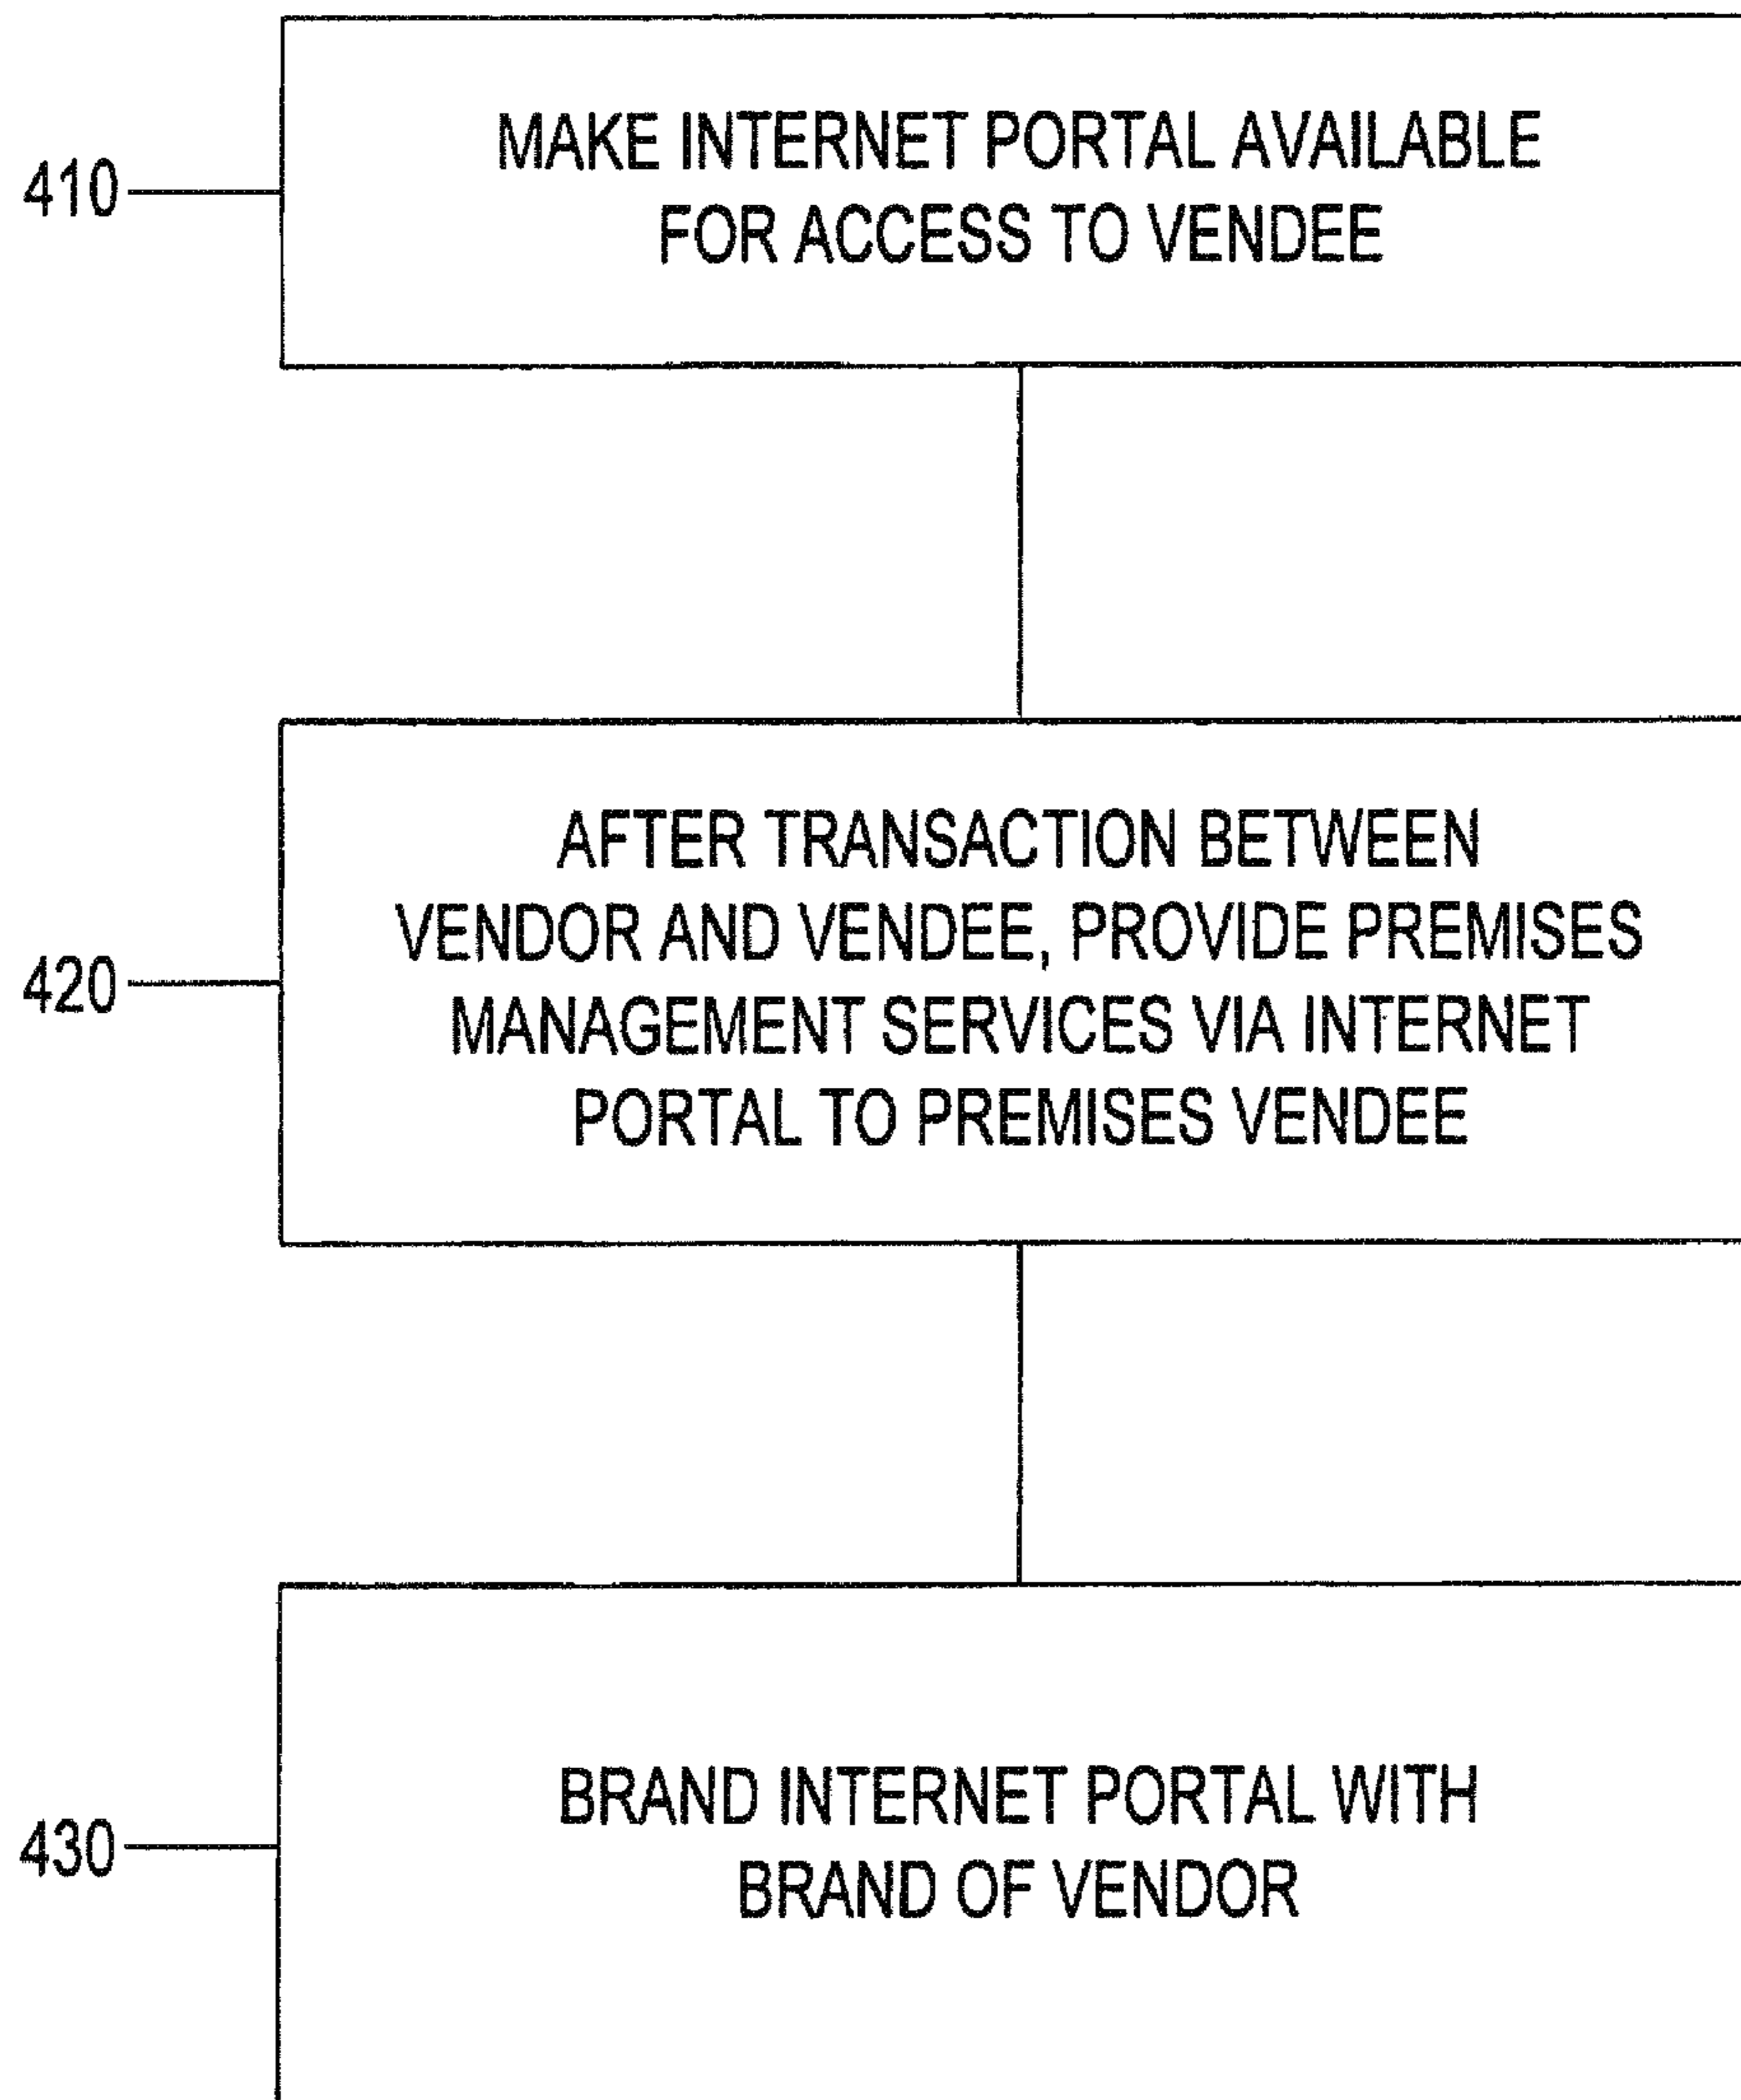 410
MAKE INTERNET PORTAL AVAILABLE
FOR ACCESS TO VENDEE
420
AFTER TRANSACTION BETWEEN
VENDOR AND VENDEE, PROVIDE PREMISES
MANAGEMENT SERVICES VIA INTERNET
PORTAL TO PREMISES VENDEE
430
BRAND INTERNET PORTAL WITH
BRAND OF VENDOR